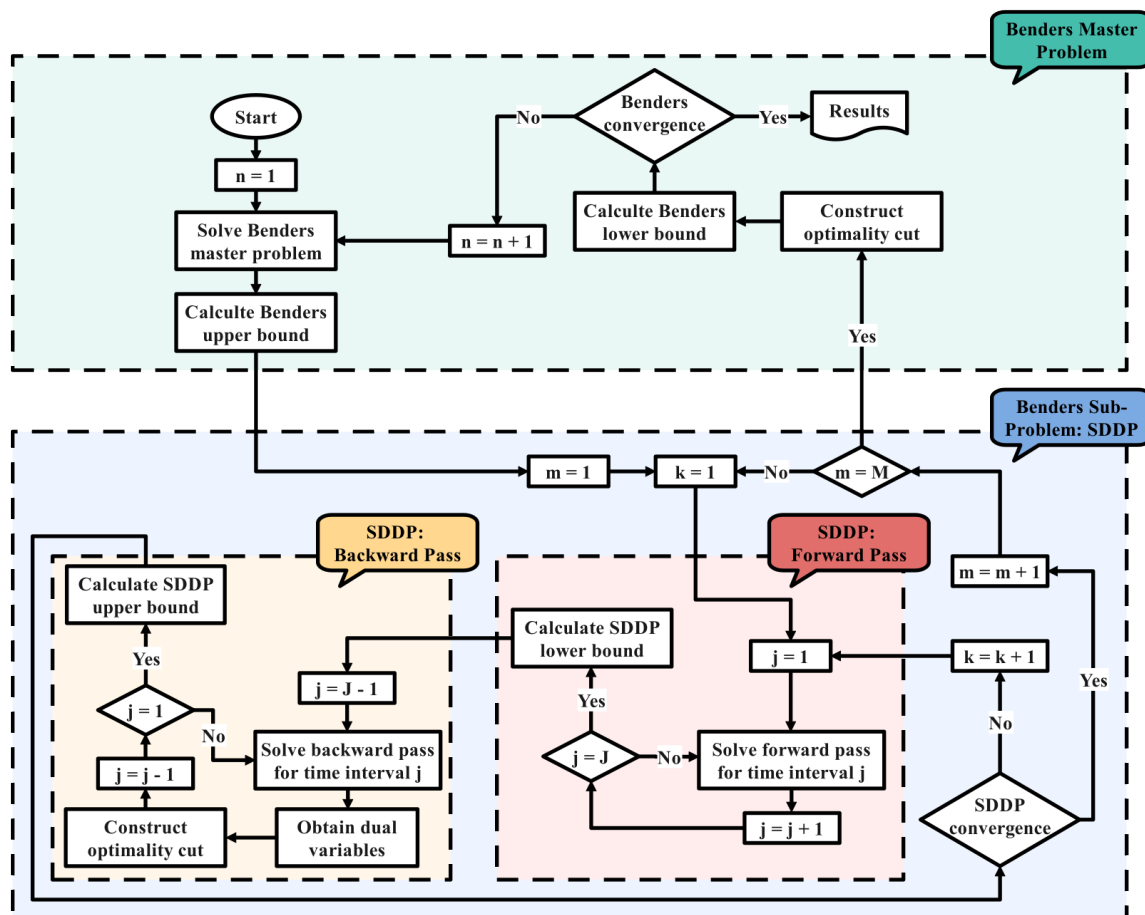 Benders Master
Problem
Start
n = 1
Solve Benders
master problem
Calculte Benders
upper bound
No
n = n + 1
Benders
convergence
Yes
Results
Calculte Benders
lower bound
Construct
optimality cut
Yes
Benders Sub-
Problem: SDDP
m = 1
k = 1
No
m = M
SDDP:
Backward Pass
Calculate SDDP
upper bound
Yes
j = 1
No
j = j - 1
Construct
optimality cut
j = J - 1
Solve backward pass
for time interval j
Obtain dual
variables
SDDP:
Forward Pass
Calculate SDDP
lower bound
Yes
j = J
No
j = 1
Solve forward pass
for time interval j
j = j + 1
m = m + 1
k = k + 1
Yes
No
SDDP
convergence